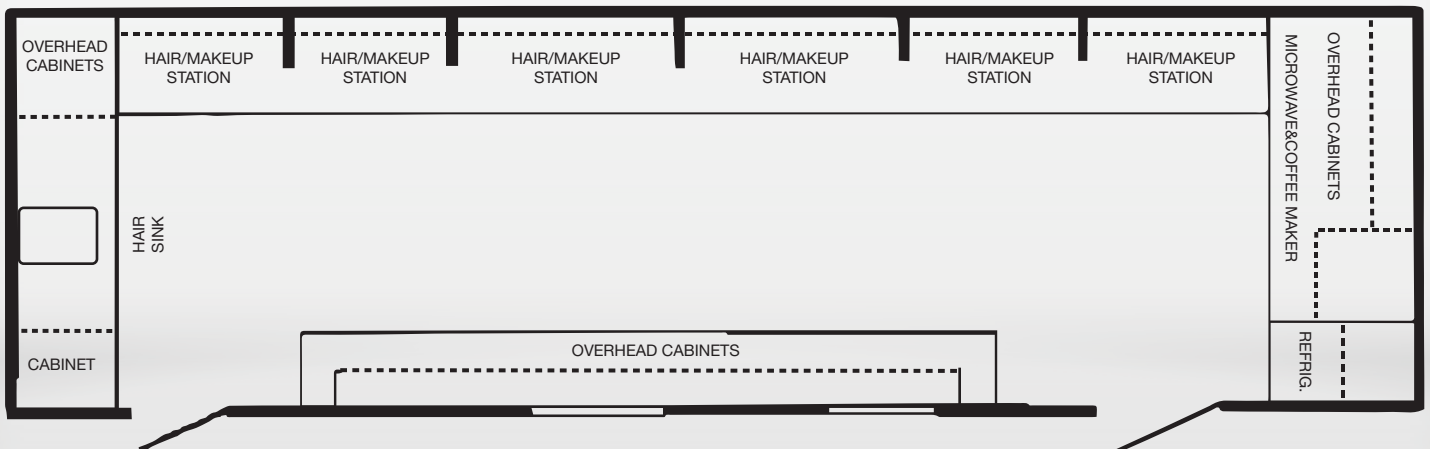 OVERHEAD
CABINETS
HAIR/MAKEUP
STATION
HAIR/MAKEUP
STATION
HAIR/MAKEUP
STATION
HAIR/MAKEUP
STATION
HAIR/MAKEUP
STATION
HAIR/MAKEUP
STATION
OVERHEAD CABINETS
MICROWAVE&COFFEE MAKER
HAIR
SINK
CABINET
OVERHEAD CABINETS
REFRIG.